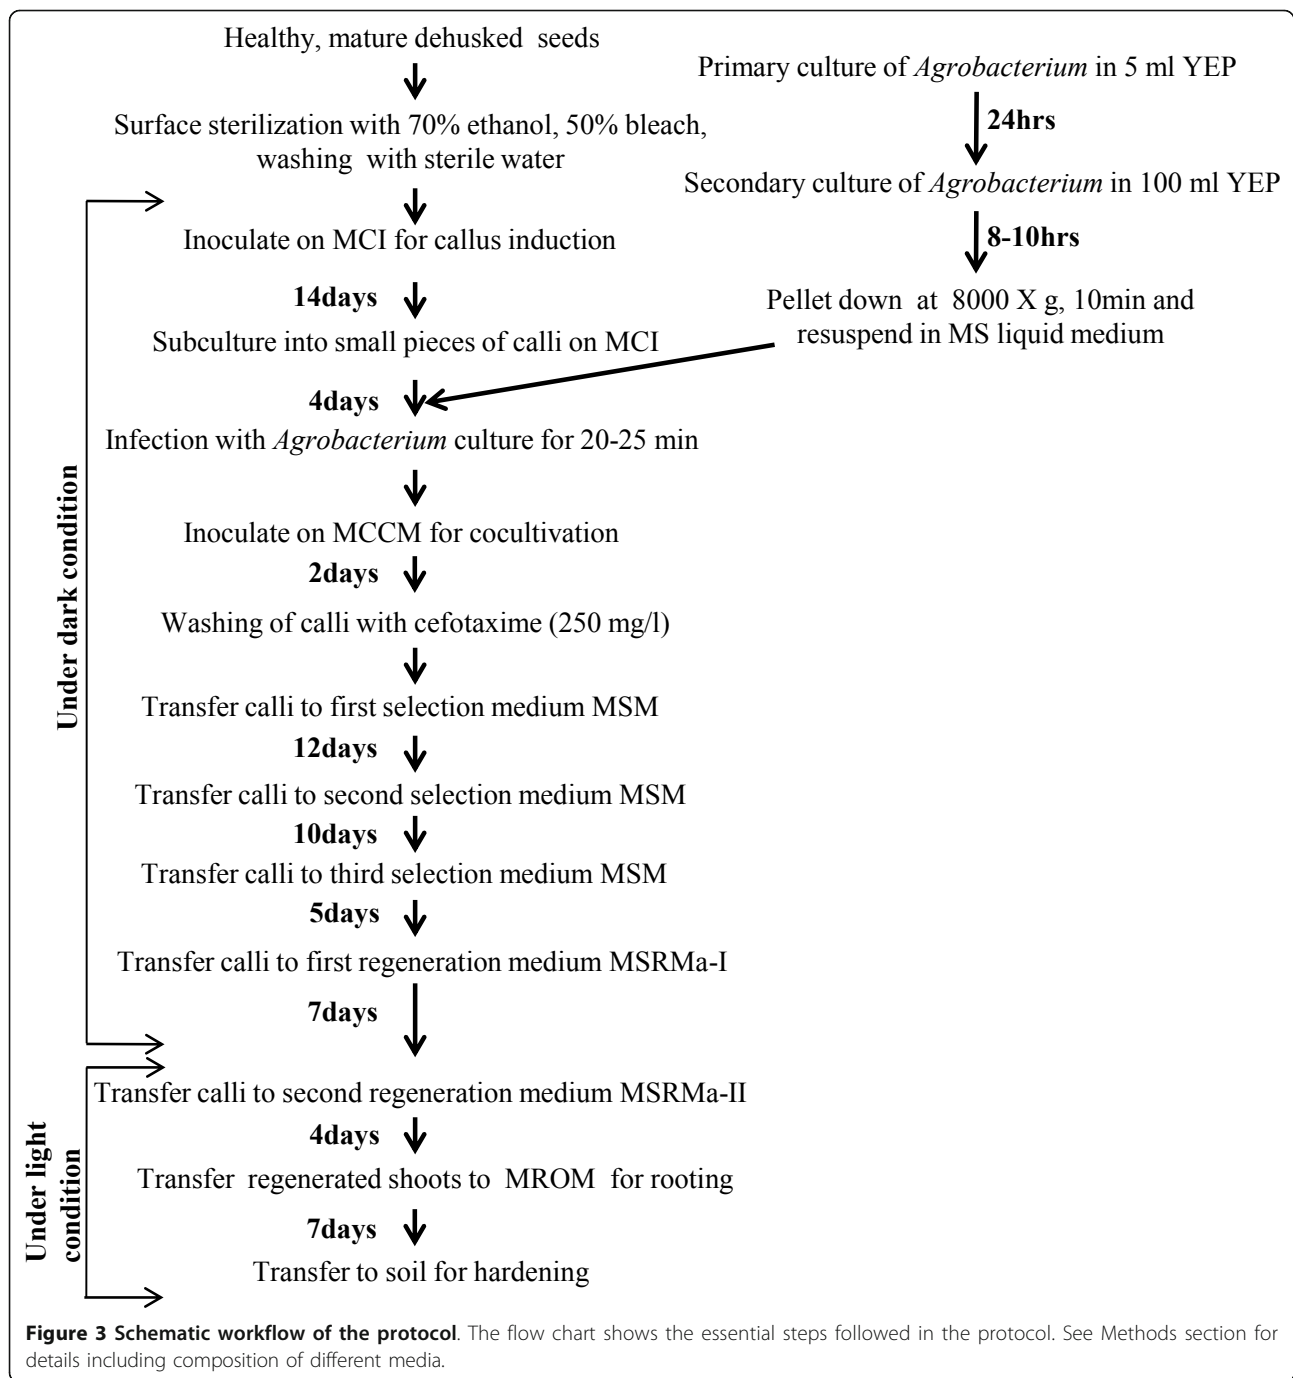 Healthy, mature dehusked seeds
Surface sterilization with 70% ethanol, 50% bleach,
washing with sterile water
Inoculate on MCI for callus induction
14days
Subculture into small pieces of calli on MCI
4days
Infection with Agrobacterium culture for 20-25 min
Inoculate on MCCM for cocultivation
2days
Washing of calli with cefotaxime (250 mg/l)
Transfer calli to first selection medium MSM
12days
Transfer calli to second selection medium MSM
10days
Transfer calli to third selection medium MSM
5days
Transfer calli to first regeneration medium MSRMa-I
7days
Transfer calli to second regeneration medium MSRMa-II
4days
Transfer regenerated shoots to MROM for rooting
7days
Transfer to soil for hardening
Primary culture of Agrobacterium in 5 ml YEP
24hrs
Secondary culture of Agrobacterium in 100 ml YEP
8-10hrs
Pellet down at 8000 X g, 10min and
resuspend in MS liquid medium
Under dark condition
Under light
condition
Figure 3 Schematic workflow of the protocol. The flow chart shows the essential steps followed in the protocol. See Methods section for
details including composition of different media.